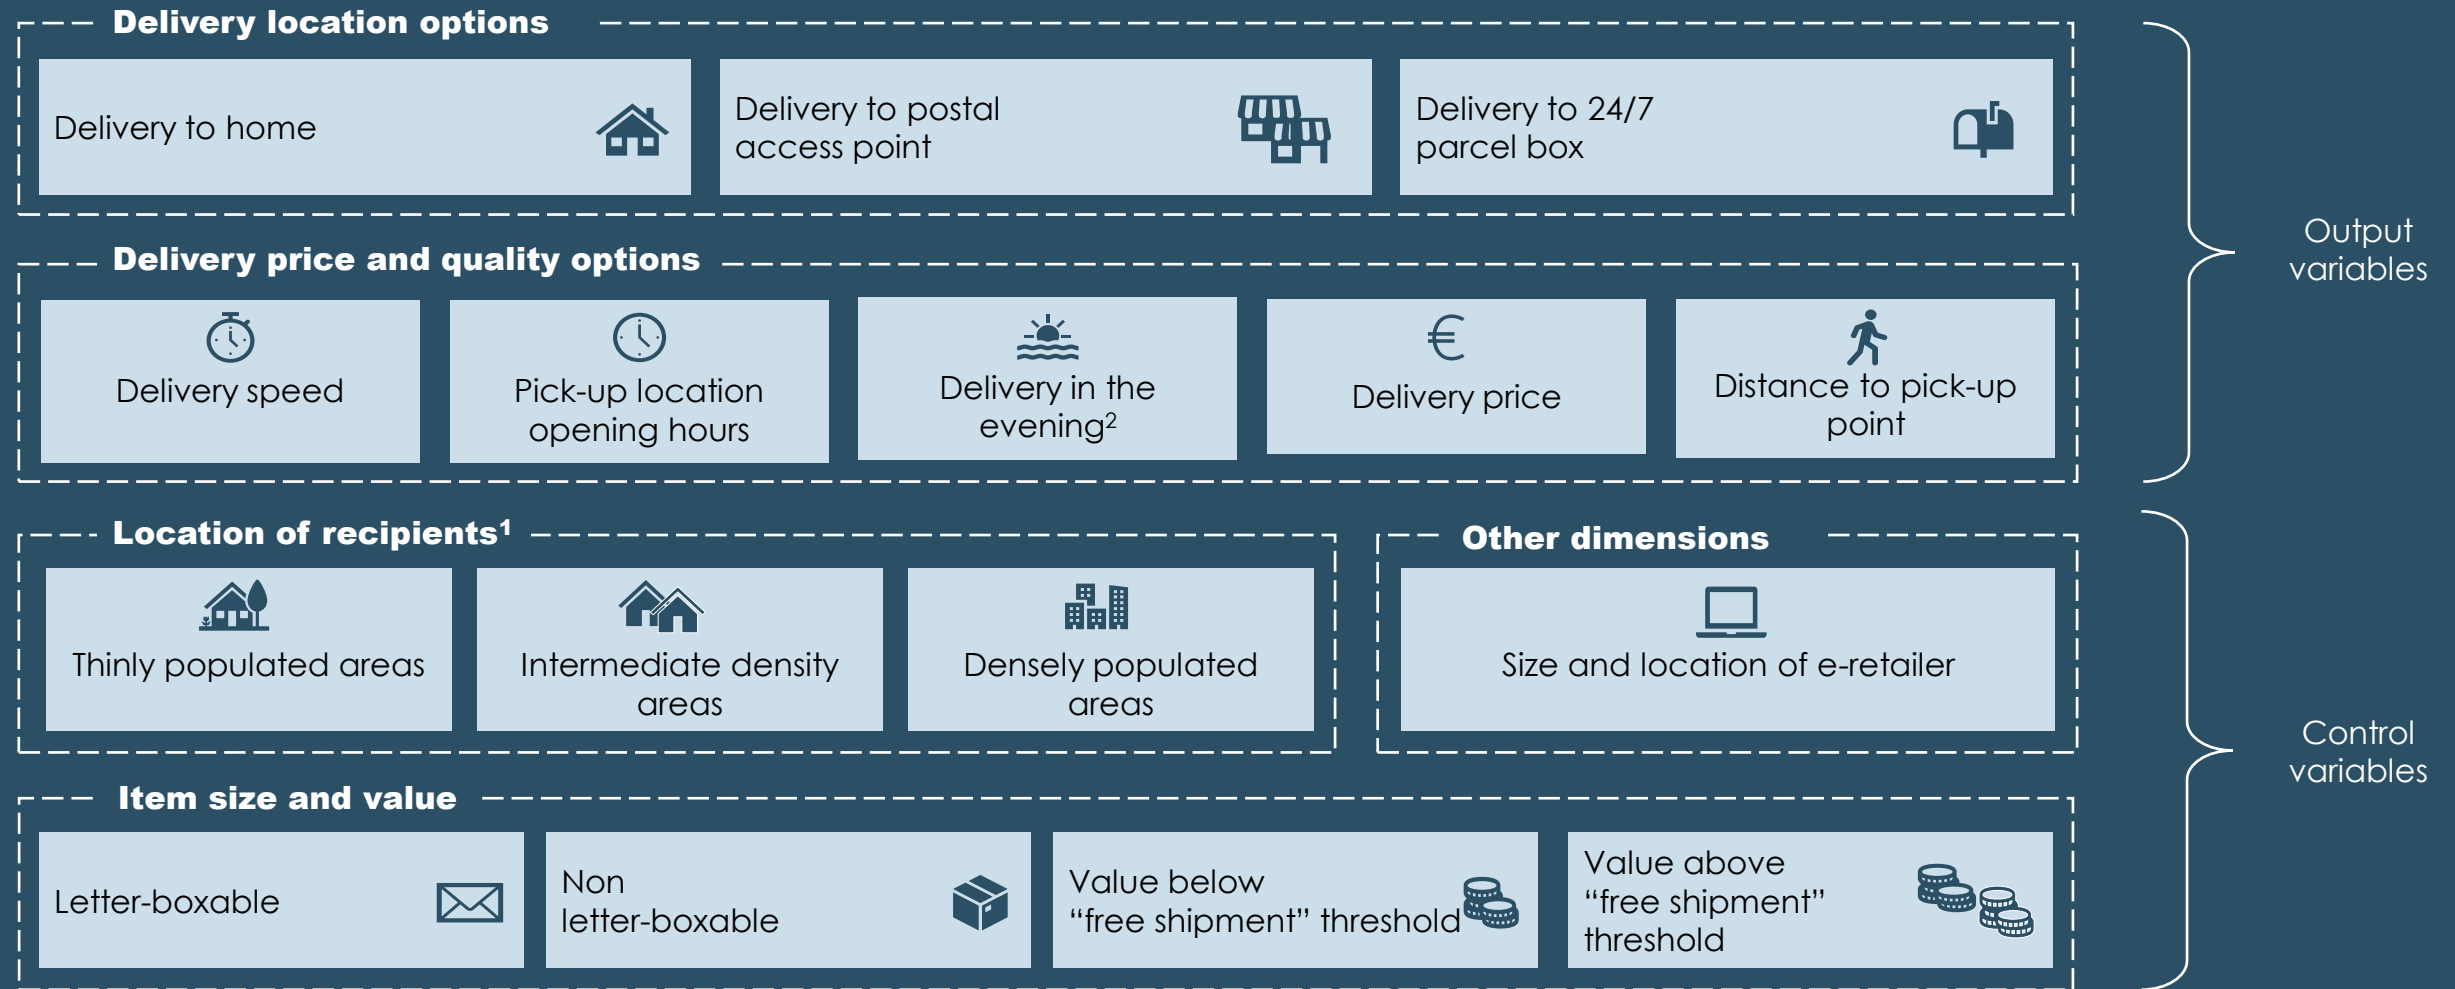 Delivery location options
Delivery to home
Delivery to postal
access point
Delivery to 24/7
parcel box
Delivery price and quality options
Delivery speed
Pick-up location
opening hours
Delivery in the
evening²
Delivery price
Distance to pick-up
point
Output
variables
Location of recipients¹
Thinly populated areas
Intermediate density
areas
Densely populated
areas
Other dimensions
Size and location of e-retailer
Item size and value
Letter-boxable
Non
letter-boxable
Value below
“free shipment” threshold
Value above
“free shipment”
threshold
Control
variables